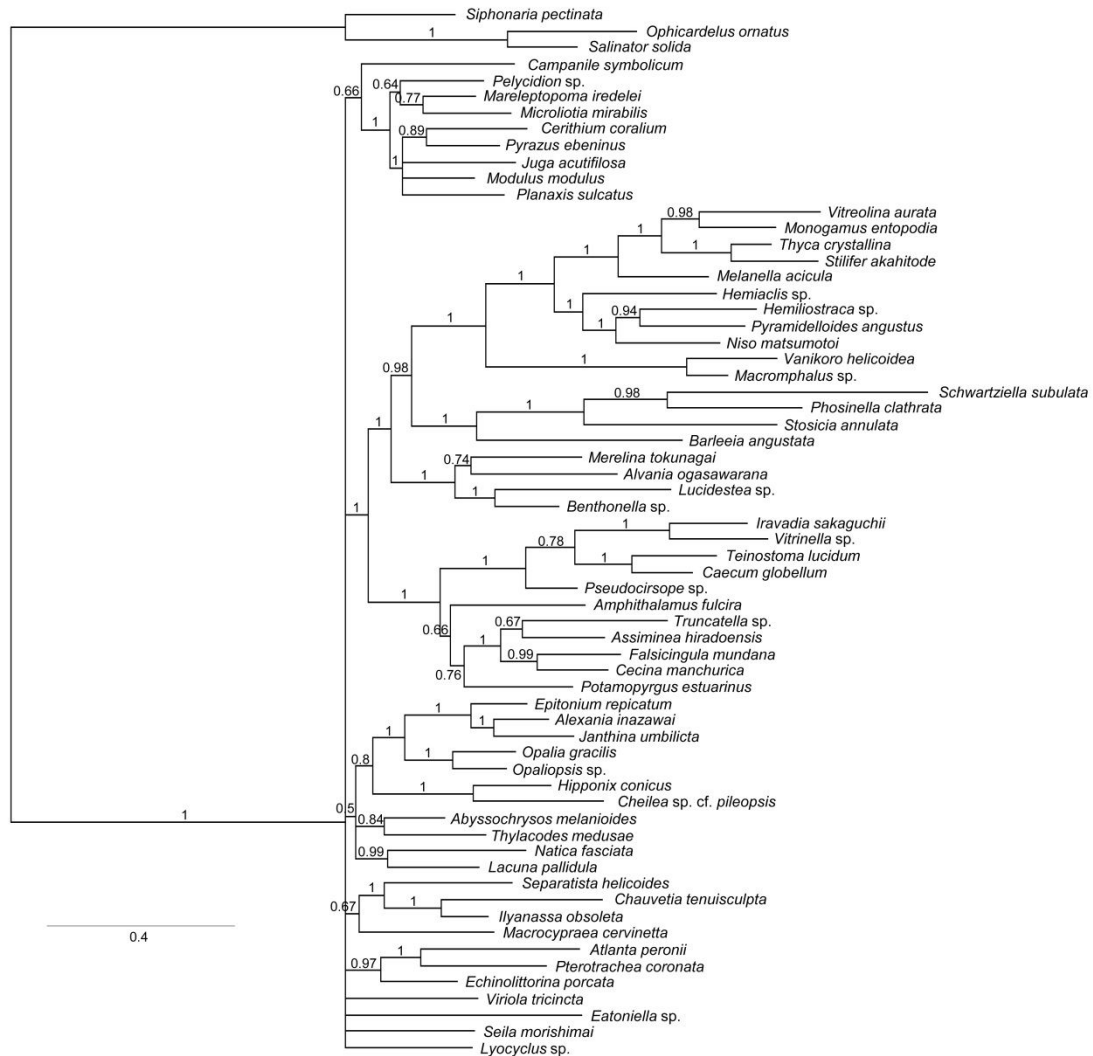 Siphonaria pectinata
1
Ophicardelus ornatus
Salinator solida
Campanile symbolicum
0.66
0.64
Pelycidion sp.
0.77
Mareleptopoma iredelei
Microliotia mirabilis
1
0.89
Cerithium coralium
Pyrazus ebeninus
1
Juga acutifilosa
Modulus modulus
Planaxis sulcatus
0.98
Vitreolina aurata
Monogamus entopodia
1
1
Thyca crystallina
Stilifer akahitode
1
Melanella acicula
1
Hemiaclis sp.
1
0.94
Hemiliostraca sp.
Pyramidelloides angustus
1
Niso matsumotoi
1
1
Vanikoro helicoidea
Macromphalus sp.
0.98
0.98
Schwartziella subulata
Phosinella clathrata
1
Stosicia annulata
1
Barleeia angustata
1
0.74
Merelina tokunagai
Alvania ogasawarana
1
1
Lucidestea sp.
Benthonella sp.
1
1
Iravadia sakaguchii
Vitrinella sp.
0.78
1
Teinostoma lucidum
Caecum globellum
1
Pseudocirsope sp.
1
Amphithalamus fulcira
0.66
0.67
Truncatella sp.
Assiminea hiradoensis
1
0.99
Falsicingula mundana
Cecina manchurica
0.76
Potamopyrgus estuarinus
Epitonium repicatum
1
1
Alexania inazawai
Janthina umbilicta
1
1
Opalia gracilis
Opaliopsis sp.
0.8
1
Hipponix conicus
Cheilea sp. cf. pileopsis
1
0.5
0.84
Abyssochrysos melanioides
Thylacodes medusae
0.99
Natica fasciata
Lacuna pallidula
1
Separatista helicoides
0.67
1
Chauvetia tenuisculpta
Ilyanassa obsoleta
Macrocypraea cervinetta
0.4
1
Atlanta peronii
0.97
Pterotrachea coronata
Echinolittorina porcata
Viriola tricincta
Eatoniella sp.
Seila morishimai
Lyocyclus sp.